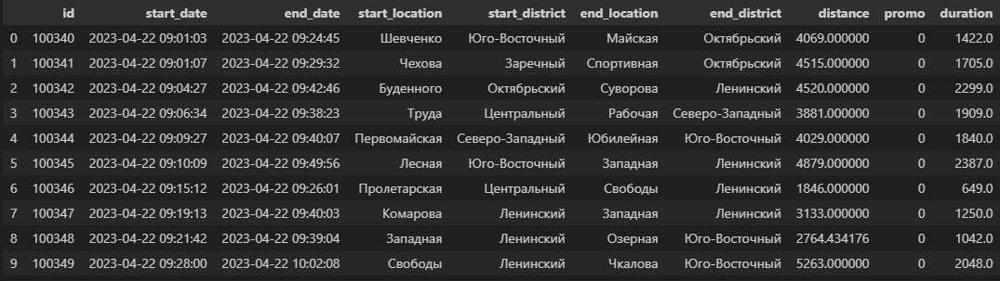 id start_date end_date start_location start_district end_location end_district distance promo duration
0 100340 2023-04-22 09:01:03 2023-04-22 09:24:45 Шевченко Юго-Восточный Майская Октябрьский 4069.000000 0 1422.0
1 100341 2023-04-22 09:01:07 2023-04-22 09:29:32 Чехова Заречный Спортивная Октябрьский 4515.000000 0 1705.0
2 100342 2023-04-22 09:04:27 2023-04-22 09:42:46 Буденного Октябрьский Суворова Ленинский 4520.000000 0 2299.0
3 100343 2023-04-22 09:06:34 2023-04-22 09:38:23 Труда Центральный Рабочая Северо-Западный 3881.000000 0 1909.0
4 100344 2023-04-22 09:09:27 2023-04-22 09:40:07 Первомайская Северо-Западный Юбилейная Юго-Восточный 4029.000000 0 1840.0
5 100345 2023-04-22 09:10:09 2023-04-22 09:49:56 Лесная Юго-Восточный Западная Ленинский 4879.000000 0 2387.0
6 100346 2023-04-22 09:15:12 2023-04-22 09:26:01 Пролетарская Центральный Свободы Ленинский 1846.000000 0 649.0
7 100347 2023-04-22 09:19:13 2023-04-22 09:40:03 Комарова Ленинский Западная Ленинский 3133.000000 0 1250.0
8 100348 2023-04-22 09:21:42 2023-04-22 09:39:04 Западная Ленинский Озерная Юго-Восточный 2764.434176 0 1042.0
9 100349 2023-04-22 09:28:00 2023-04-22 10:02:08 Свободы Ленинский Чкалова Юго-Восточный 5263.000000 0 2048.0